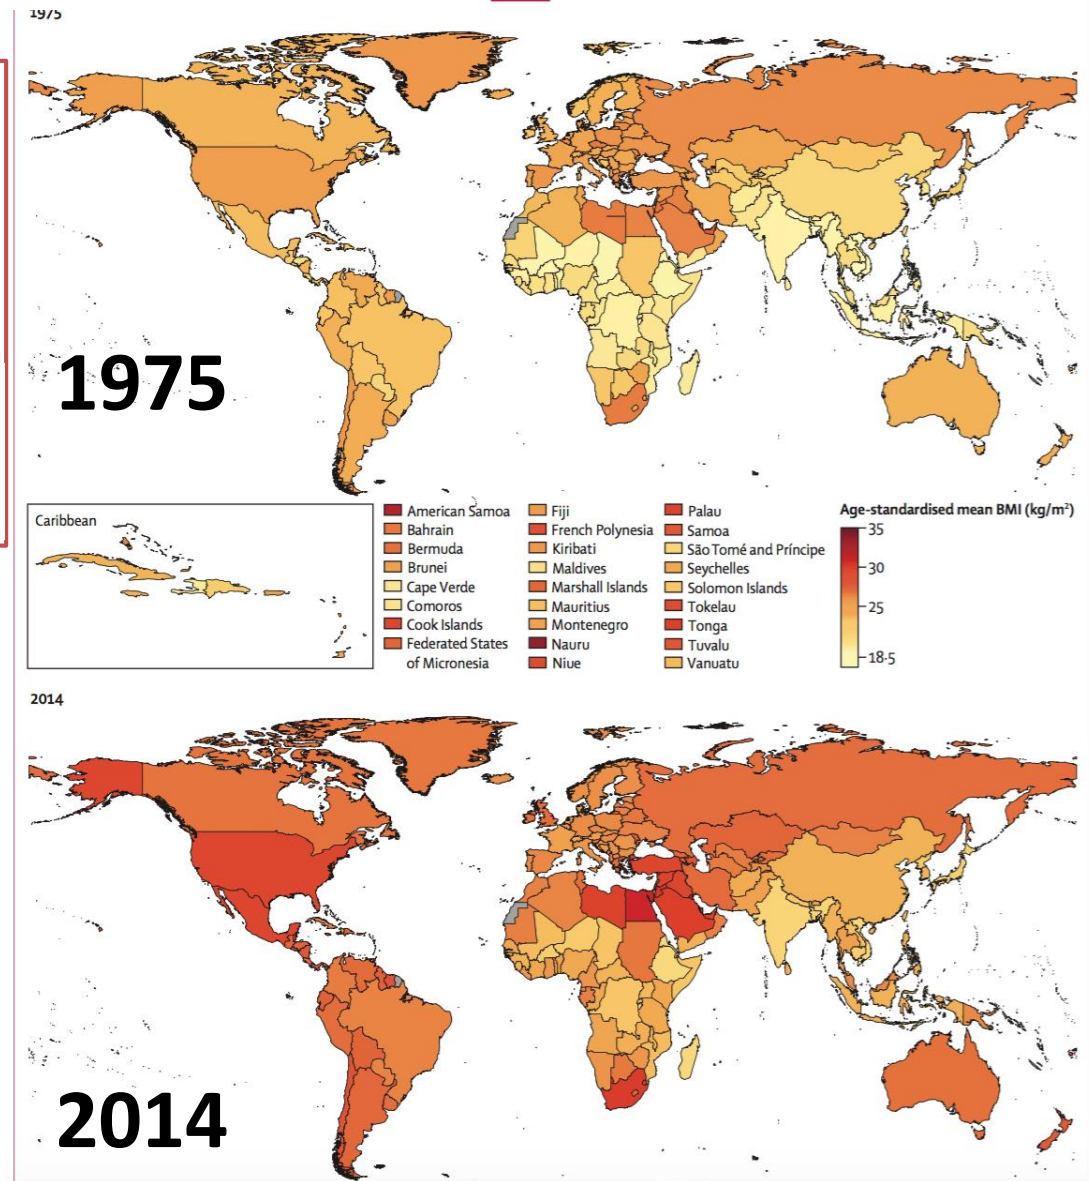 1975
1975
Caribbean
American Samoa
Bahrain
Bermuda
Brunei
Cape Verde
Comoros
Cook Islands
Federated States
of Micronesia
Fiji
French Polynesia
Kiribati
Maldives
Marshall Islands
Mauritius
Montenegro
Nauru
Niue
Palau
Samoa
São Tomé and Príncipe
Seychelles
Solomon Islands
Tokelau
Tonga
Tuvalu
Vanuatu
Age-standardised mean BMI (kg/m²)
35
30
25
18·5
2014
2014